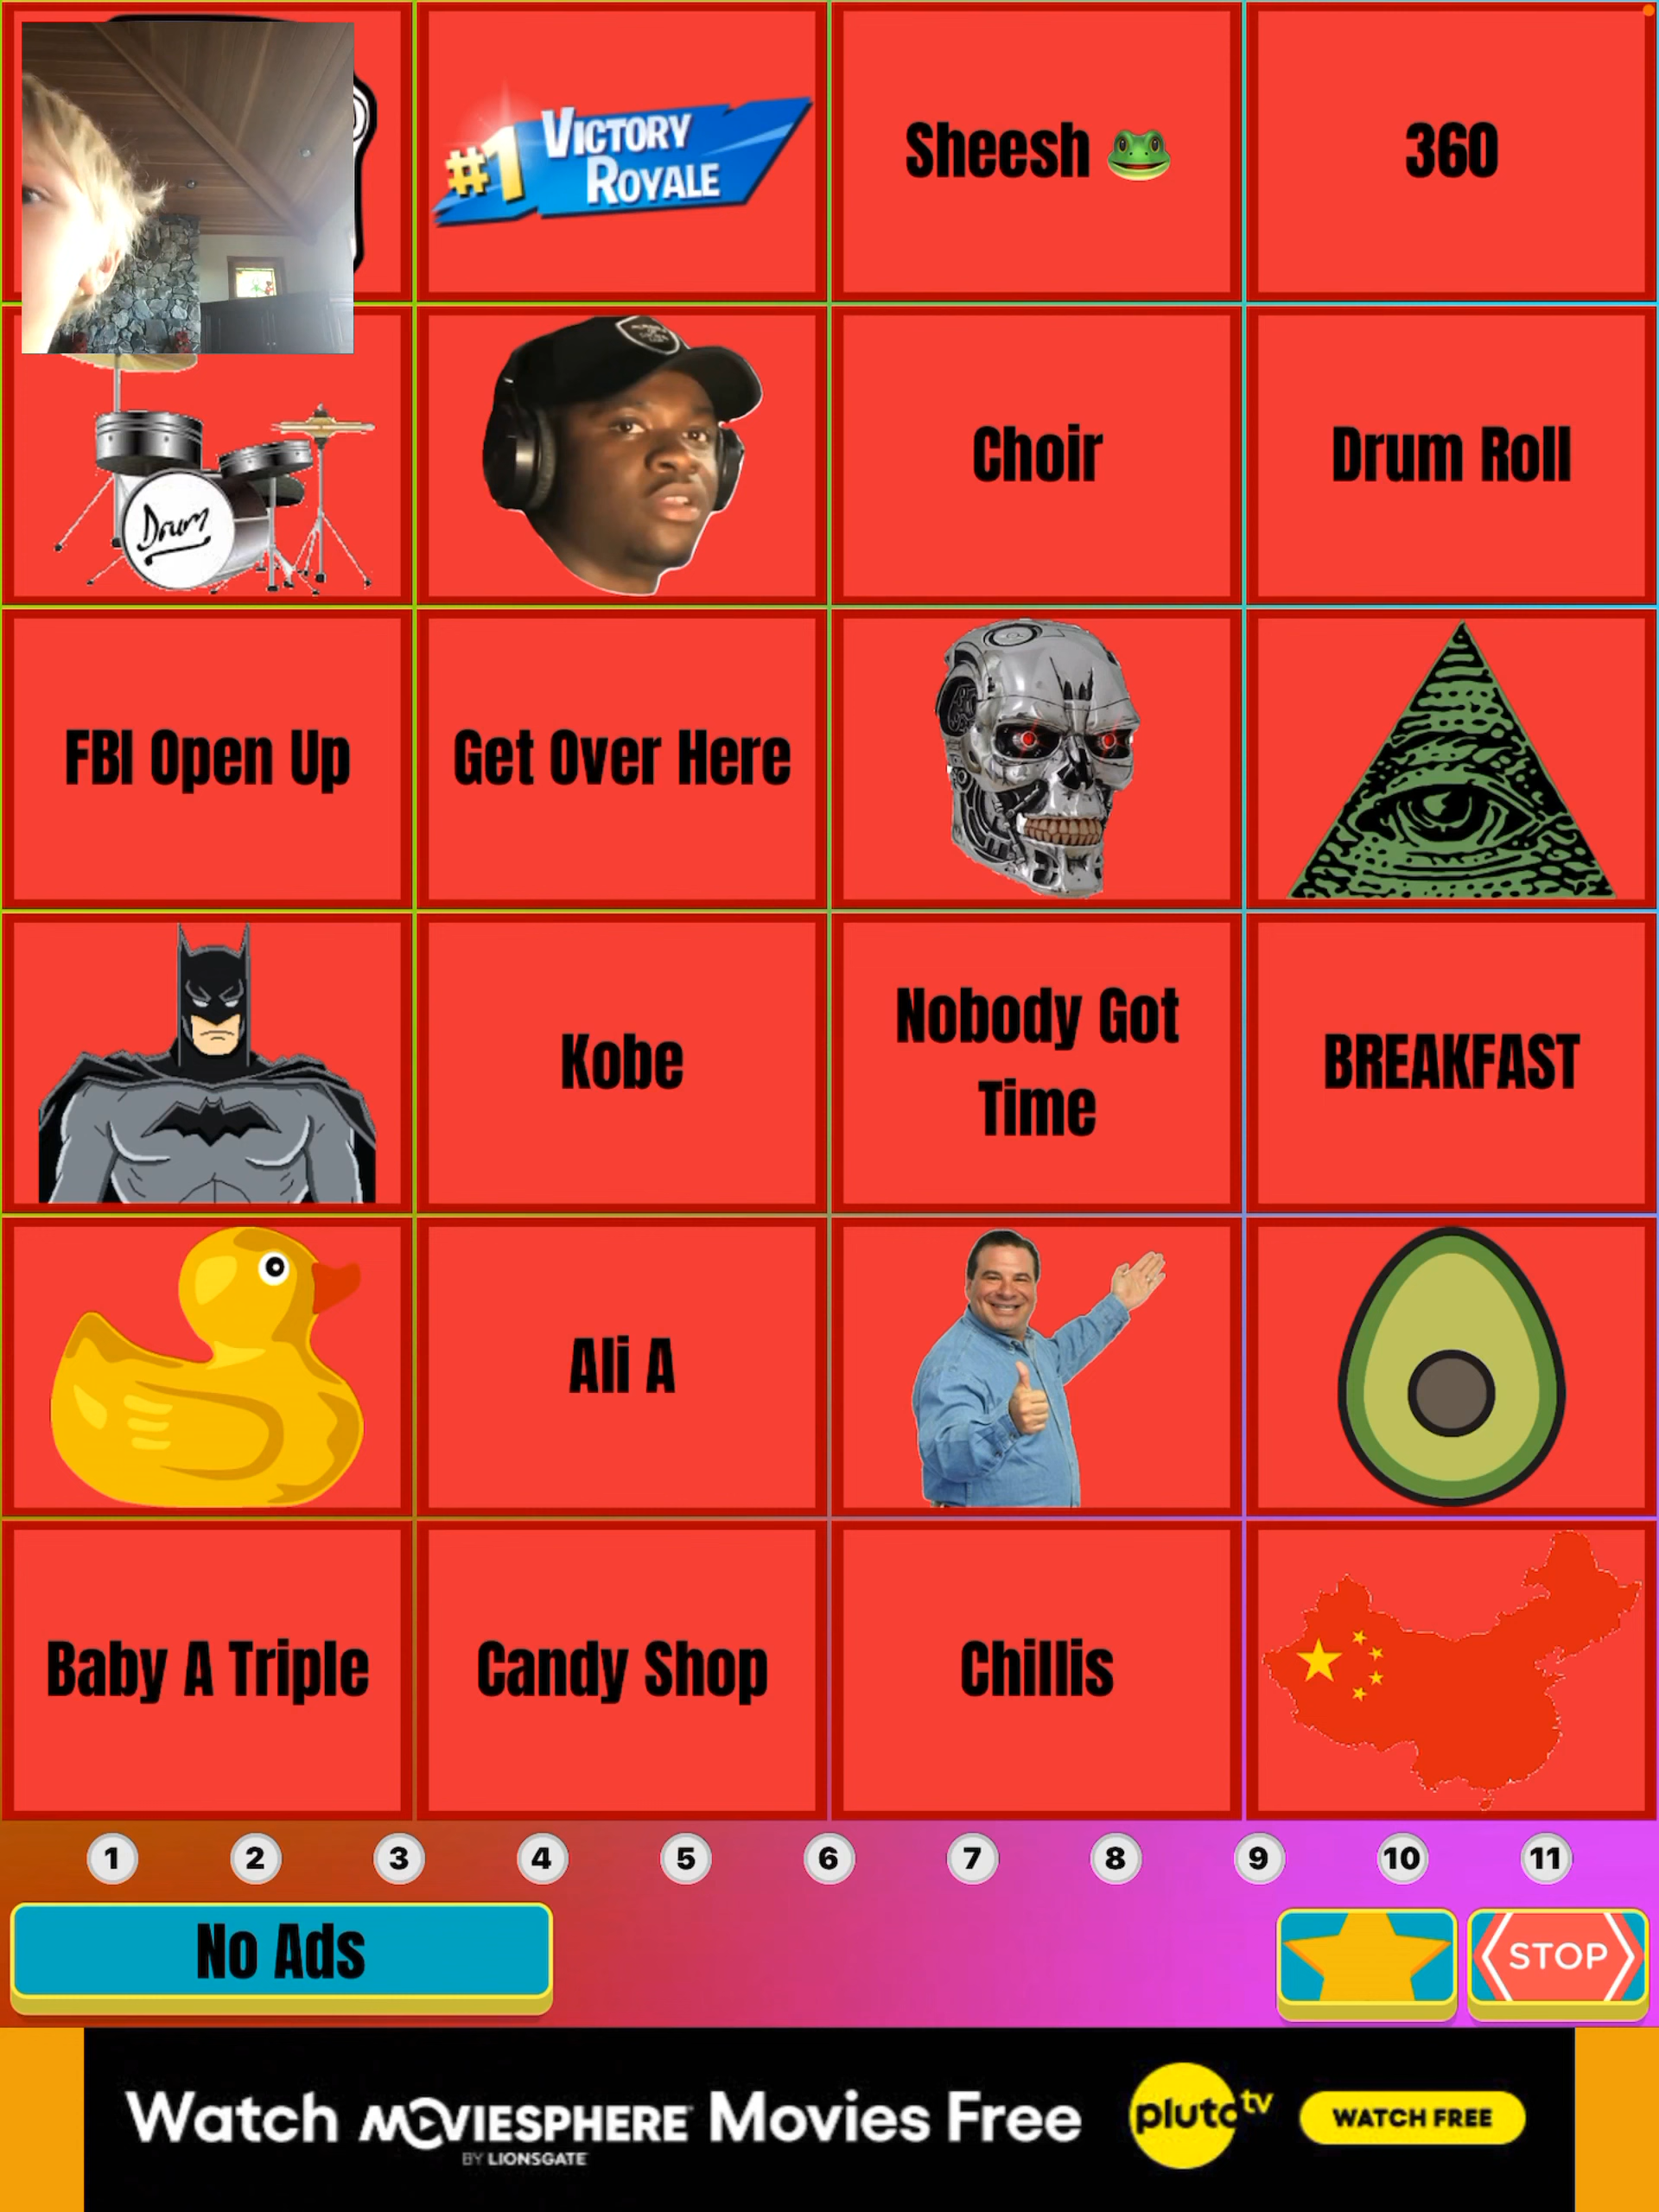 #1 VICTORY
ROYALE
Sheesh 🐸
360
Drum
Choir
Drum Roll
FBI Open Up
Get Over Here
Kobe
Nobody Got
Time
BREAKFAST
Ali A
Baby A Triple
Candy Shop
Chillis
1 2 3 4 5 6 7 8 9 10 11
No Ads
STOP
Watch MOVIESPHERE Movies Free
BY LIONSGATE
pluto tv
WATCH FREE